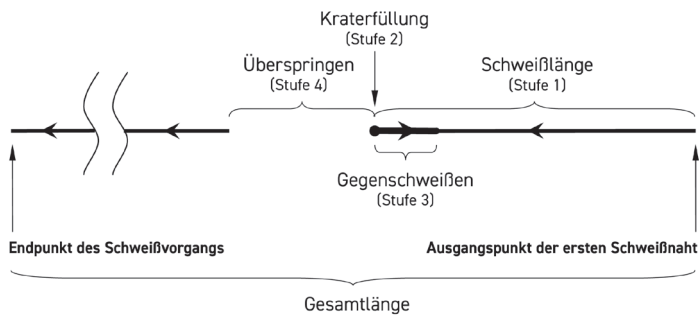 Kraterfüllung
(Stufe 2)
Überspringen
(Stufe 4)
Schweißlänge
(Stufe 1)
Gegenschweißen
(Stufe 3)
Endpunkt des Schweißvorgangs
Ausgangspunkt der ersten Schweißnaht
Gesamtlänge